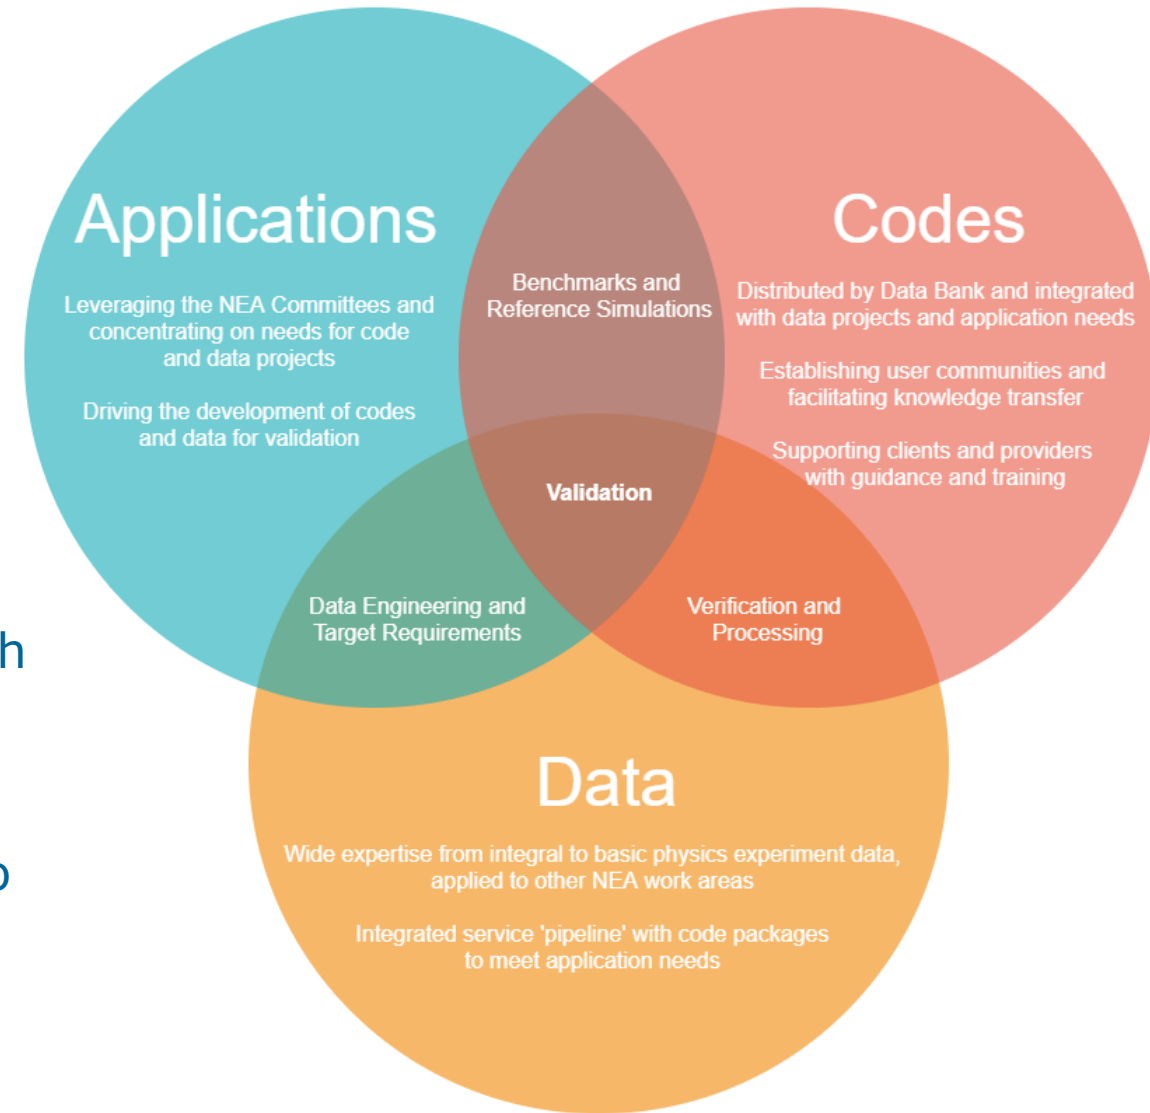 Applications
Leveraging the NEA Committees and
concentrating on needs for code
and data projects
Driving the development of codes
and data for validation
Benchmarks and
Reference Simulations
Codes
Distributed by Data Bank and integrated
with data projects and application needs
Establishing user communities and
facilitating knowledge transfer
Supporting clients and providers
with guidance and training
Validation
Data Engineering and
Target Requirements
Verification and
Processing
Data
Wide expertise from integral to basic physics experiment data,
applied to other NEA work areas
Integrated service 'pipeline' with code packages
to meet application needs